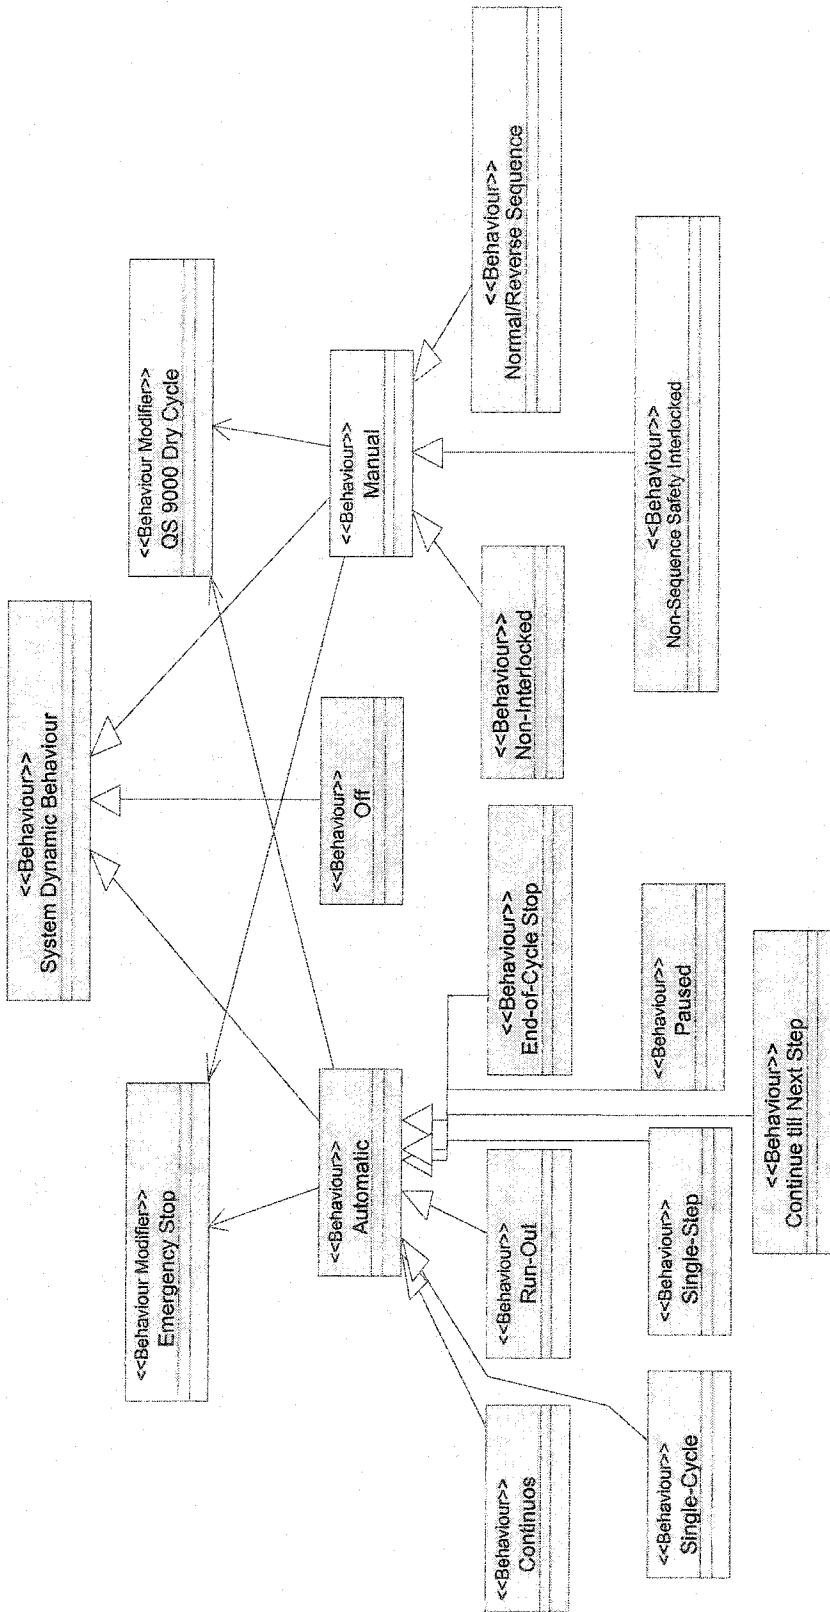 <<Behaviour>>
System Dynamic Behaviour
<<Behaviour Modifier>>
Emergency Stop
<<Behaviour Modifier>>
QS 9000 Dry Cycle
<<Behaviour>>
Automatic
<<Behaviour>>
Off
<<Behaviour>>
Manual
<<Behaviour>>
Continuos
<<Behaviour>>
Run-Out
<<Behaviour>>
End-of-Cycle Stop
<<Behaviour>>
Non-Interlocked
<<Behaviour>>
Normal/Reverse Sequence
<<Behaviour>>
Single-Cycle
<<Behaviour>>
Single-Step
<<Behaviour>>
Paused
<<Behaviour>>
Non-Sequence Safety Interlocked
<<Behaviour>>
Continue till Next Step